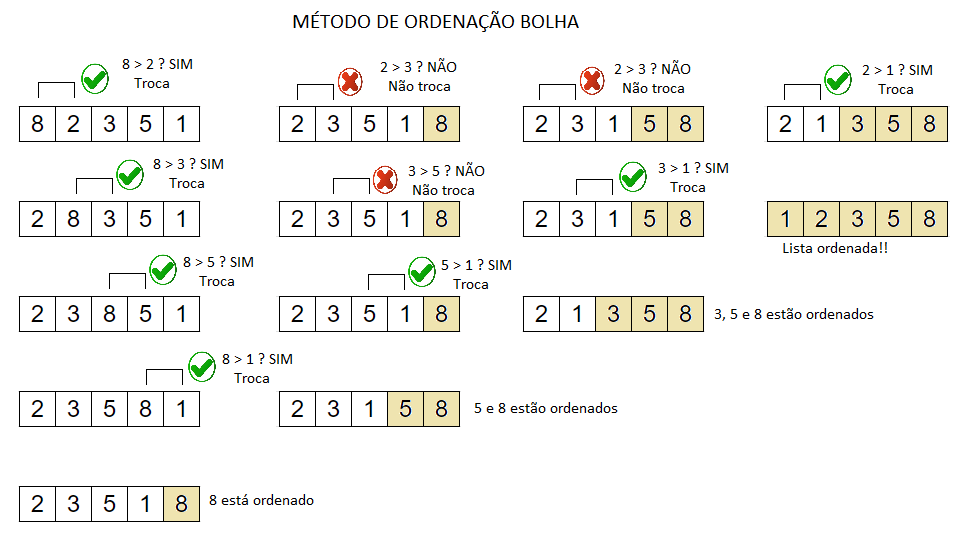 MÉTODO DE ORDENAÇÃO BOLHA
8 > 2 ? SIM
Troca
8 2 3 5 1
8 > 3 ? SIM
Troca
2 8 3 5 1
8 > 5 ? SIM
Troca
2 3 8 5 1
8 > 1 ? SIM
Troca
2 3 5 8 1
2 3 5 1 8
8 está ordenado
2 > 3 ? NÃO
Não troca
2 3 5 1 8
3 > 5 ? NÃO
Não troca
2 3 5 1 8
5 > 1 ? SIM
Troca
2 3 5 1 8
2 3 1 5 8
5 e 8 estão ordenados
2 > 3 ? NÃO
Não troca
2 3 1 5 8
3 > 1 ? SIM
Troca
2 3 1 5 8
2 1 3 5 8
3, 5 e 8 estão ordenados
2 > 1 ? SIM
Troca
2 1 3 5 8
1 2 3 5 8
Lista ordenada!!